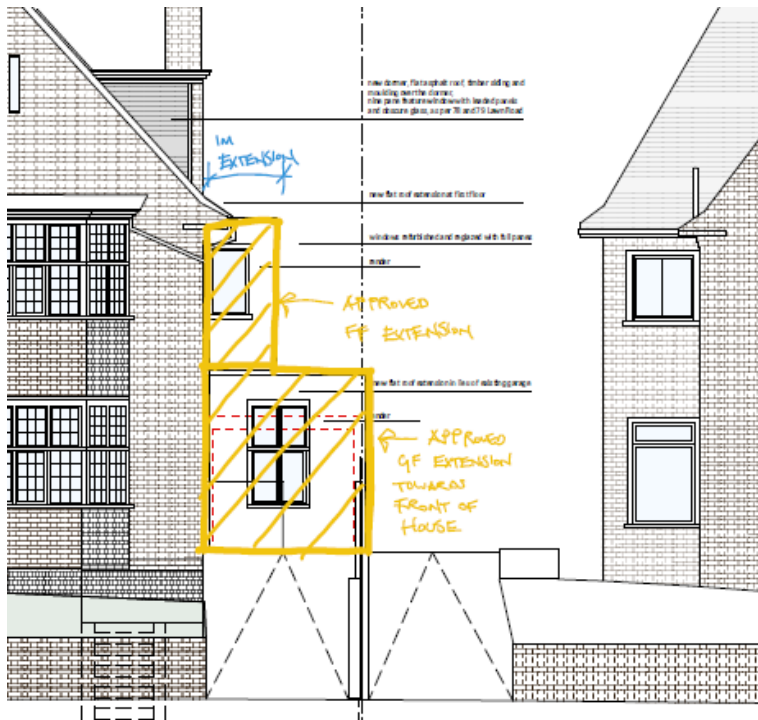 new dormer, flat asphalt roof, timber siding and
moulding over the dormer,
nine pane feature window with leaded panels
and obscure glass, as per 78 and 79 Lawn Road
1M
EXTENSION
new flat roof extension at first floor
windows refurbished and replaced with full panes
render
APPROVED
FF EXTENSION
new flat roof extension in lieu of existing garage
render
APPROVED
GF EXTENSION
TOWARDS
FRONT OF
HOUSE